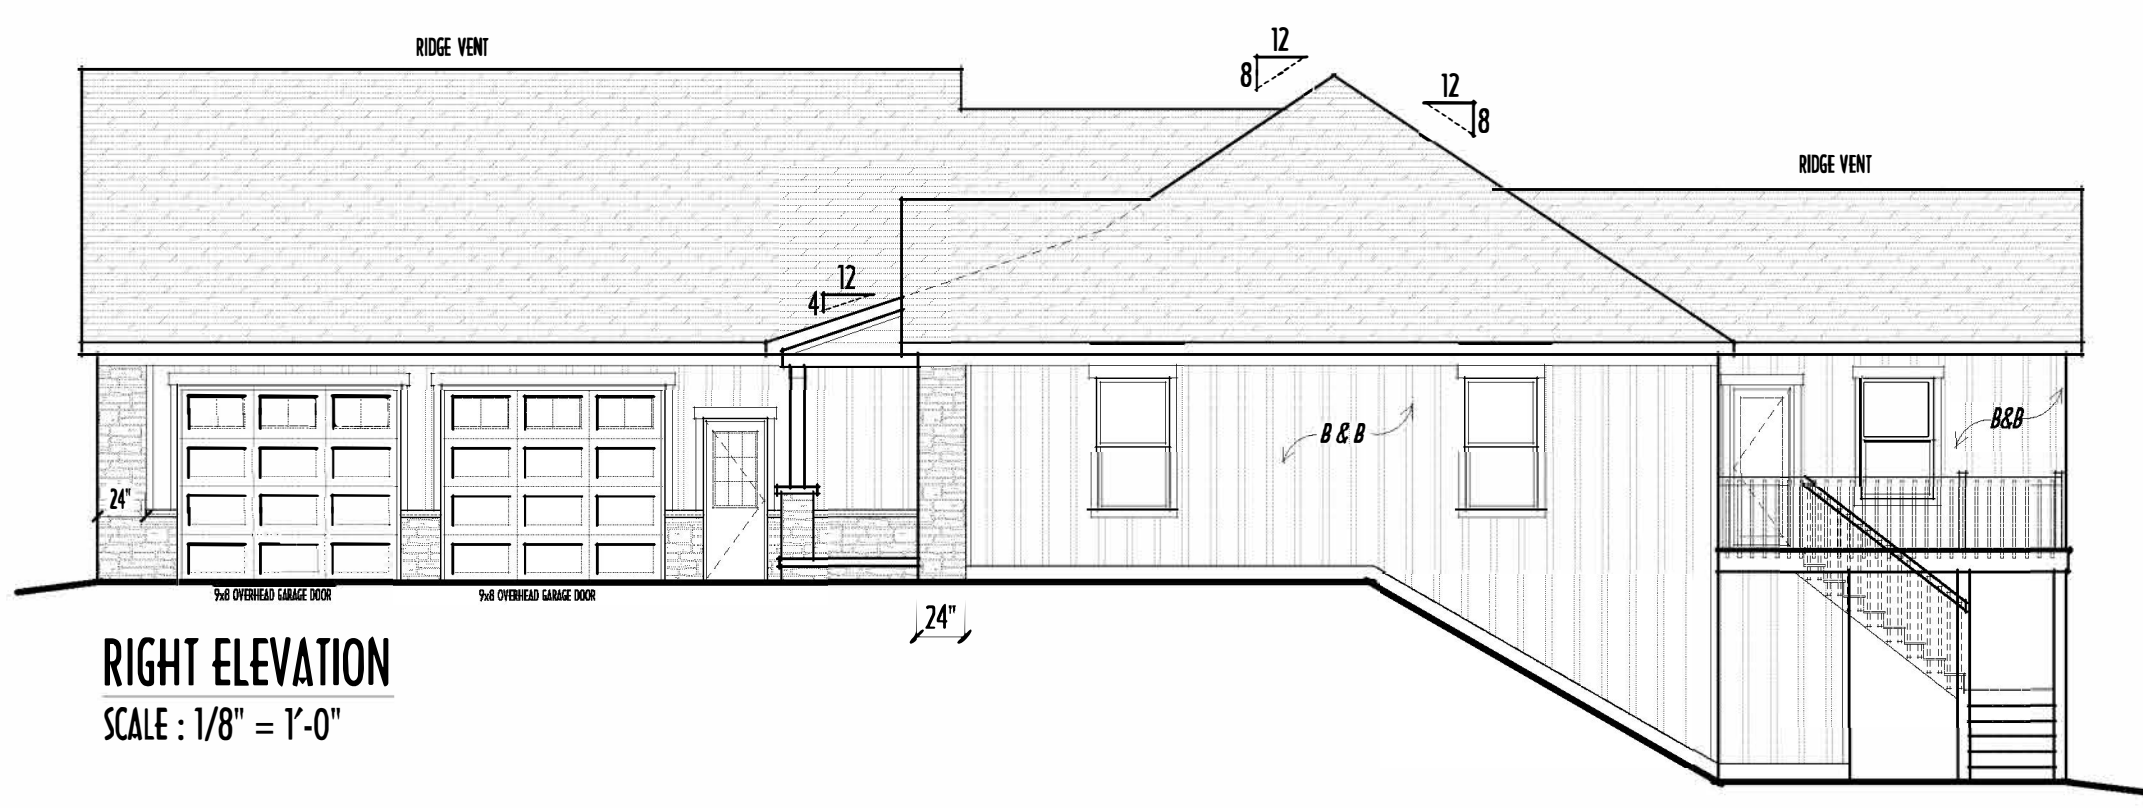 RIDGE VENT
12
8
12
8
RIDGE VENT
12
4
B & B
B&B
24"
9x8 OVERHEAD GARAGE DOOR
9x8 OVERHEAD GARAGE DOOR
24"
RIGHT ELEVATION
SCALE : 1/8" = 1'-0"